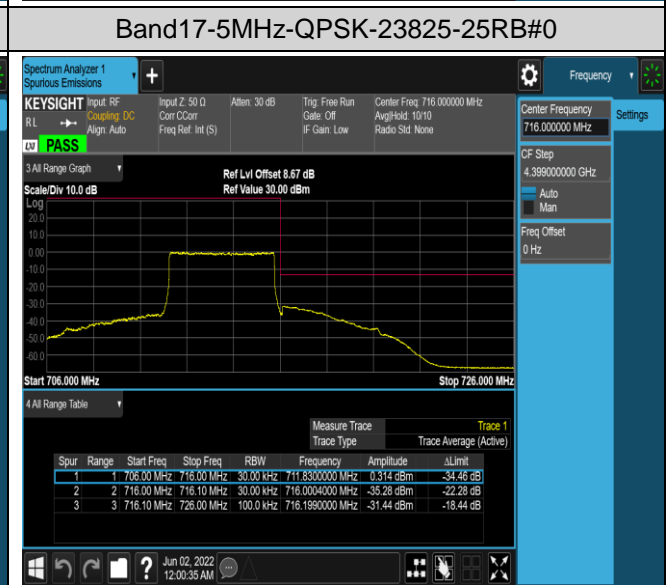 Band17-5MHz-QPSK-23825-25RB#0
Spectrum Analyzer 1
Spurious Emissions
+
Frequency
KEYSIGHT
RL
Input: RF
Coupling: DC
Align: Auto
Input Z: 50 Ω
Corr CCorr
Freq Ref: Int (S)
Atten: 30 dB
Trig: Free Run
Gate: Off
IF Gain: Low
Center Freq: 716.000000 MHz
Avg|Hold: 10/10
Radio Std: None
LXI
PASS
Center Frequency
716.000000 MHz
Settings
CF Step
4.399000000 GHz
Auto
Man
Freq Offset
0 Hz
3 All Range Graph
Ref Lvl Offset 8.67 dB
Scale/Div 10.0 dB
Ref Value 30.00 dBm
Log
20.0
10.0
0.00
-10.0
-20.0
-30.0
-40.0
-50.0
-60.0
Start 706.000 MHz
Stop 726.000 MHz
4 All Range Table
Measure Trace Trace 1
Trace Type Trace Average (Active)
Spur Range Start Freq Stop Freq RBW Frequency Amplitude ΔLimit
1 1 706.00 MHz 716.00 MHz 30.00 kHz 711.8300000 MHz 0.314 dBm -34.46 dB
2 2 716.00 MHz 716.10 MHz 30.00 kHz 716.0004000 MHz -35.28 dBm -22.28 dB
3 3 716.10 MHz 726.00 MHz 100.0 kHz 716.1990000 MHz -31.44 dBm -18.44 dB
?
Jun 02, 2022
12:00:35 AM